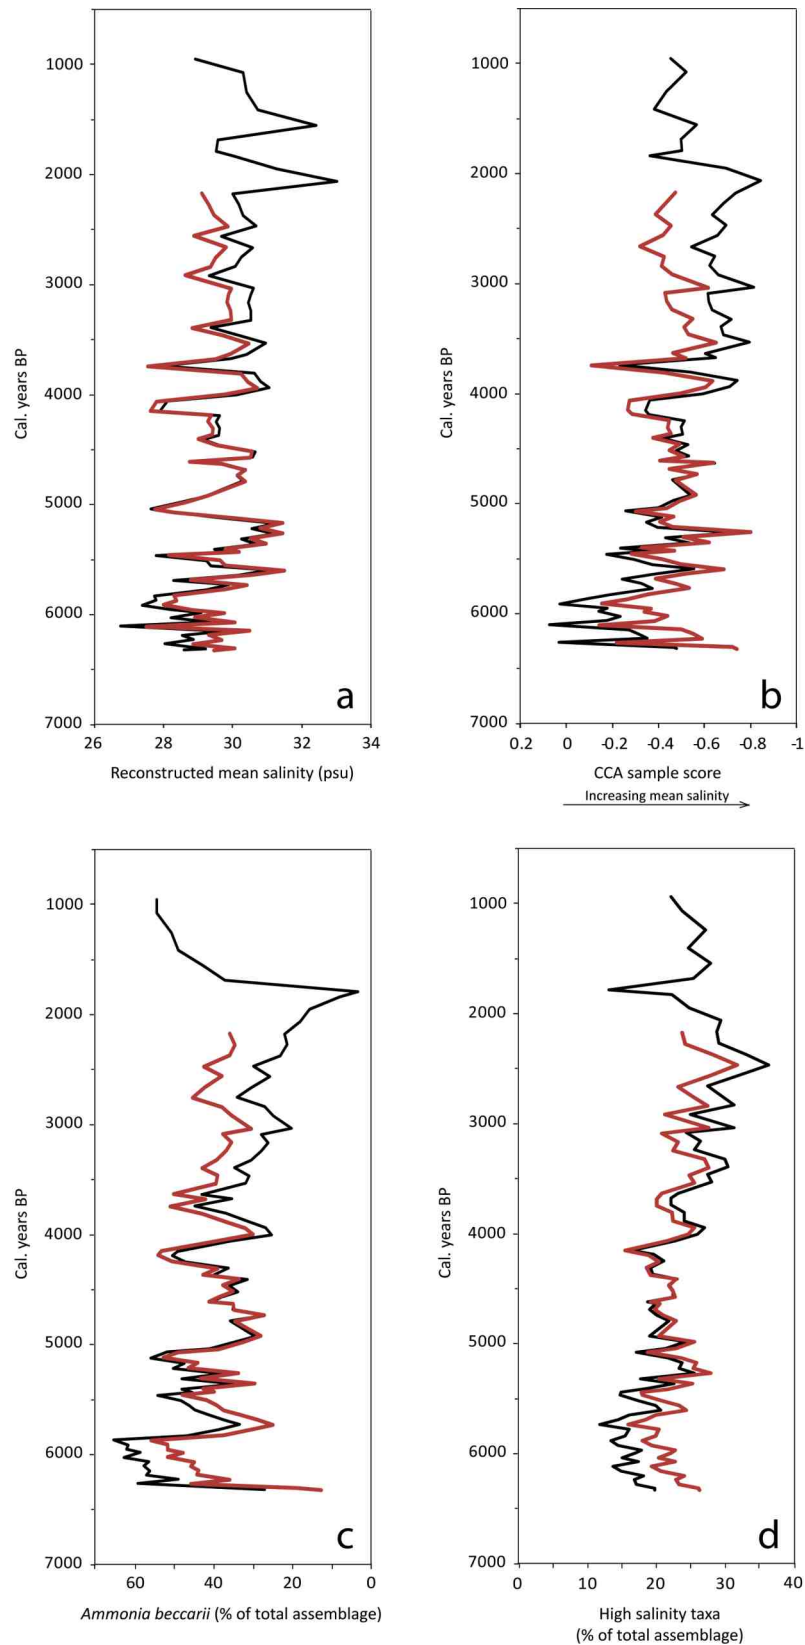 1000
2000
3000
4000
5000
6000
7000
Cal. years BP
26 28 30 32 34
Reconstructed mean salinity (psu)
a
1000
2000
3000
4000
5000
6000
7000
Cal. years BP
0.2 0 -0.2 -0.4 -0.6 -0.8 -1
CCA sample score
Increasing mean salinity
b
1000
2000
3000
4000
5000
6000
7000
Cal. years BP
60 40 20 0
Ammonia beccarii (% of total assemblage)
c
1000
2000
3000
4000
5000
6000
7000
Cal. years BP
0 10 20 30 40
High salinity taxa
(% of total assemblage)
d